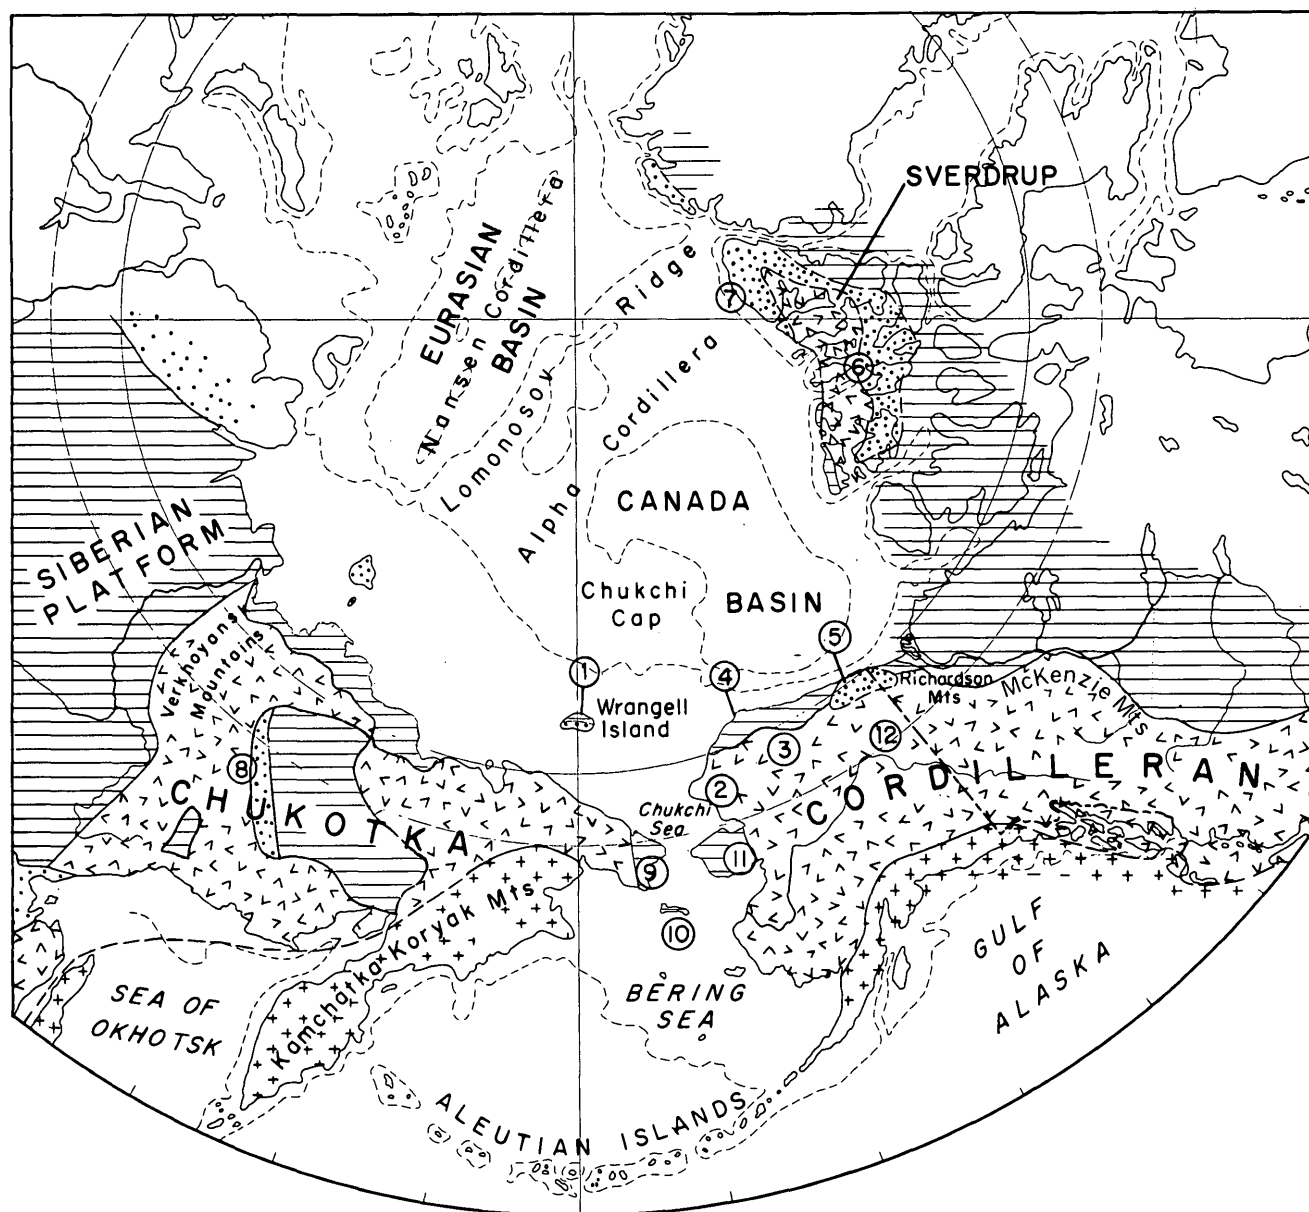 SVERDRUP
EURASIAN
BASIN
Nansen Cordillera
Lomonosov Ridge
Alpha Cordillera
7
6
CANADA
BASIN
Chukchi
Cap
SIBERIAN
PLATFORM
Verkhoyansk
Mountains
1
4
5
Wrangell
Island
Richardson
Mts
McKenzie Mts
12
3
2
8
CHUKOTKA
CORDILLERAN
Chukchi
Sea
9
11
10
Kamchatka-Koryak Mts
SEA OF
OKHOTSK
BERING
SEA
GULF
OF
ALASKA
ALEUTIAN ISLANDS